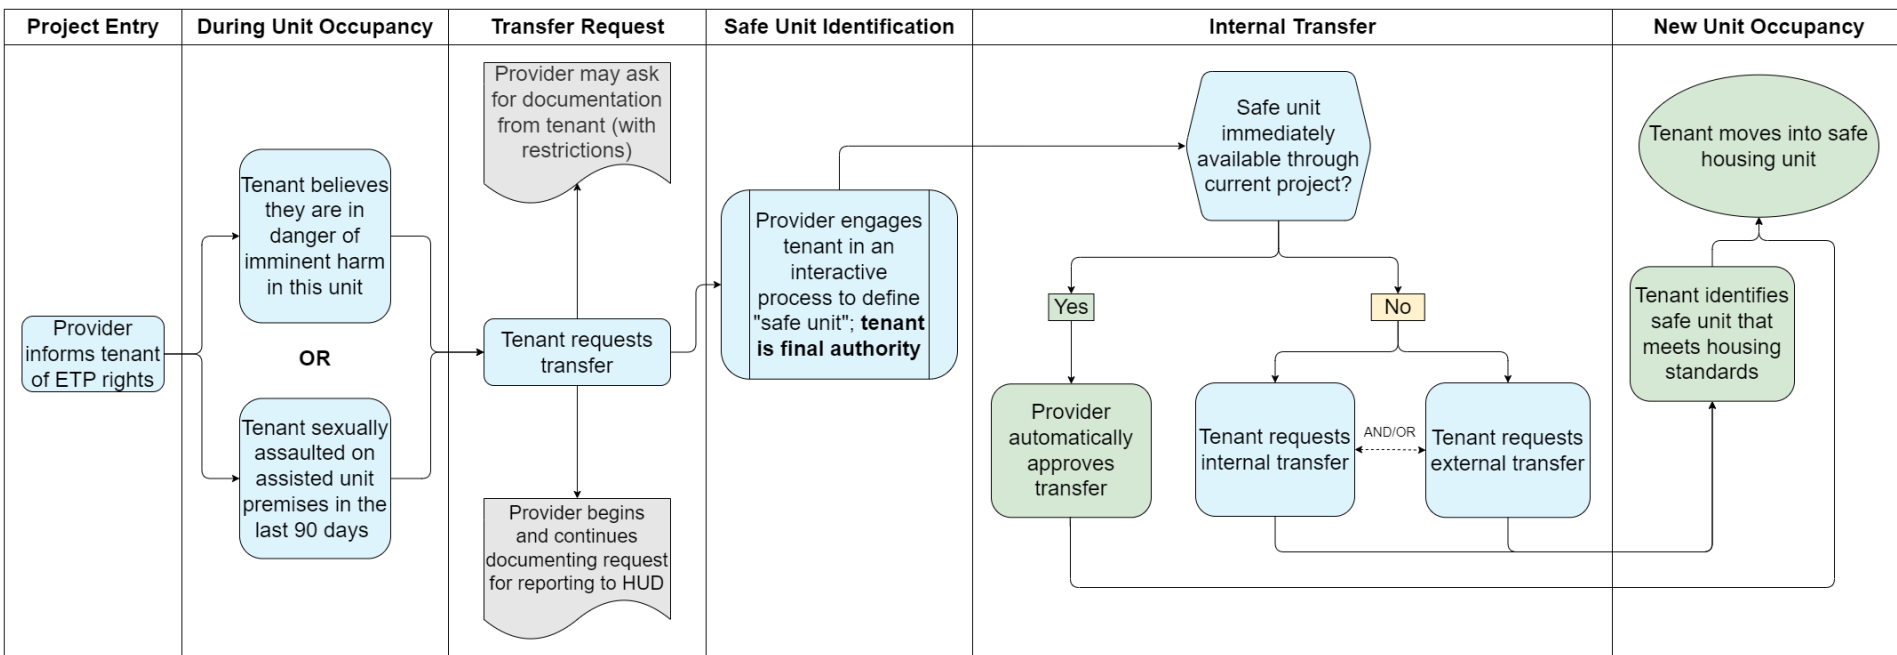 Project Entry
During Unit Occupancy
Transfer Request
Safe Unit Identification
Internal Transfer
New Unit Occupancy
Provider
informs tenant
of ETP rights
Tenant believes
they are in
danger of
imminent harm
in this unit
OR
Tenant sexually
assaulted on
assisted unit
premises in the
last 90 days
Provider may ask
for documentation
from tenant (with
restrictions)
Tenant requests
transfer
Provider begins
and continues
documenting request
for reporting to HUD
Provider engages
tenant in an
interactive
process to define
"safe unit"; tenant
is final authority
Safe unit
immediately
available through
current project?
Yes
No
Provider
automatically
approves
transfer
Tenant requests
internal transfer
AND/OR
Tenant requests
external transfer
Tenant moves into safe
housing unit
Tenant identifies
safe unit that
meets housing
standards